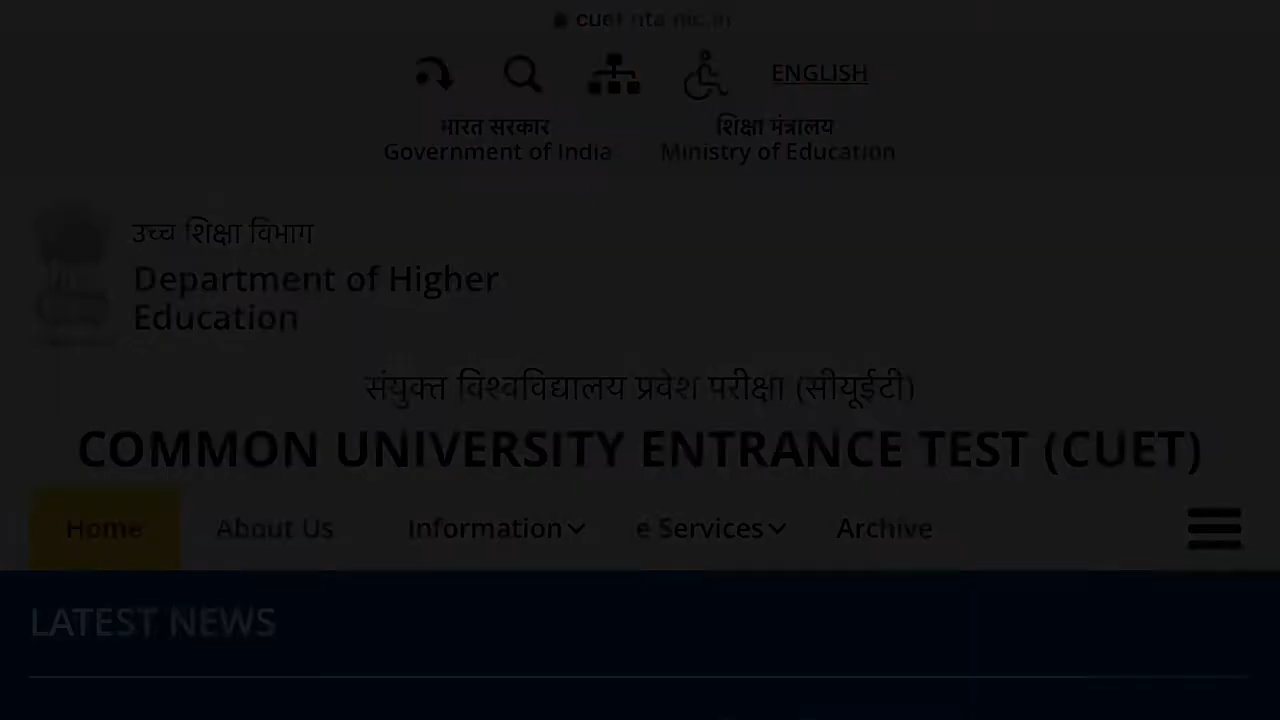 cuet.nta.nic.in
ENGLISH
भारत सरकार
Government of India
शिक्षा मंत्रालय
Ministry of Education
उच्च शिक्षा विभाग
Department of Higher
Education
संयुक्त विश्वविद्यालय प्रवेश परीक्षा (सीयूईटी)
COMMON UNIVERSITY ENTRANCE TEST (CUET)
Home About Us Information e Services Archive
LATEST NEWS